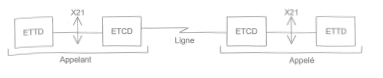 X21 X21
ETTD ETCD ETCD ETTD
Ligne
Appelant Appelé